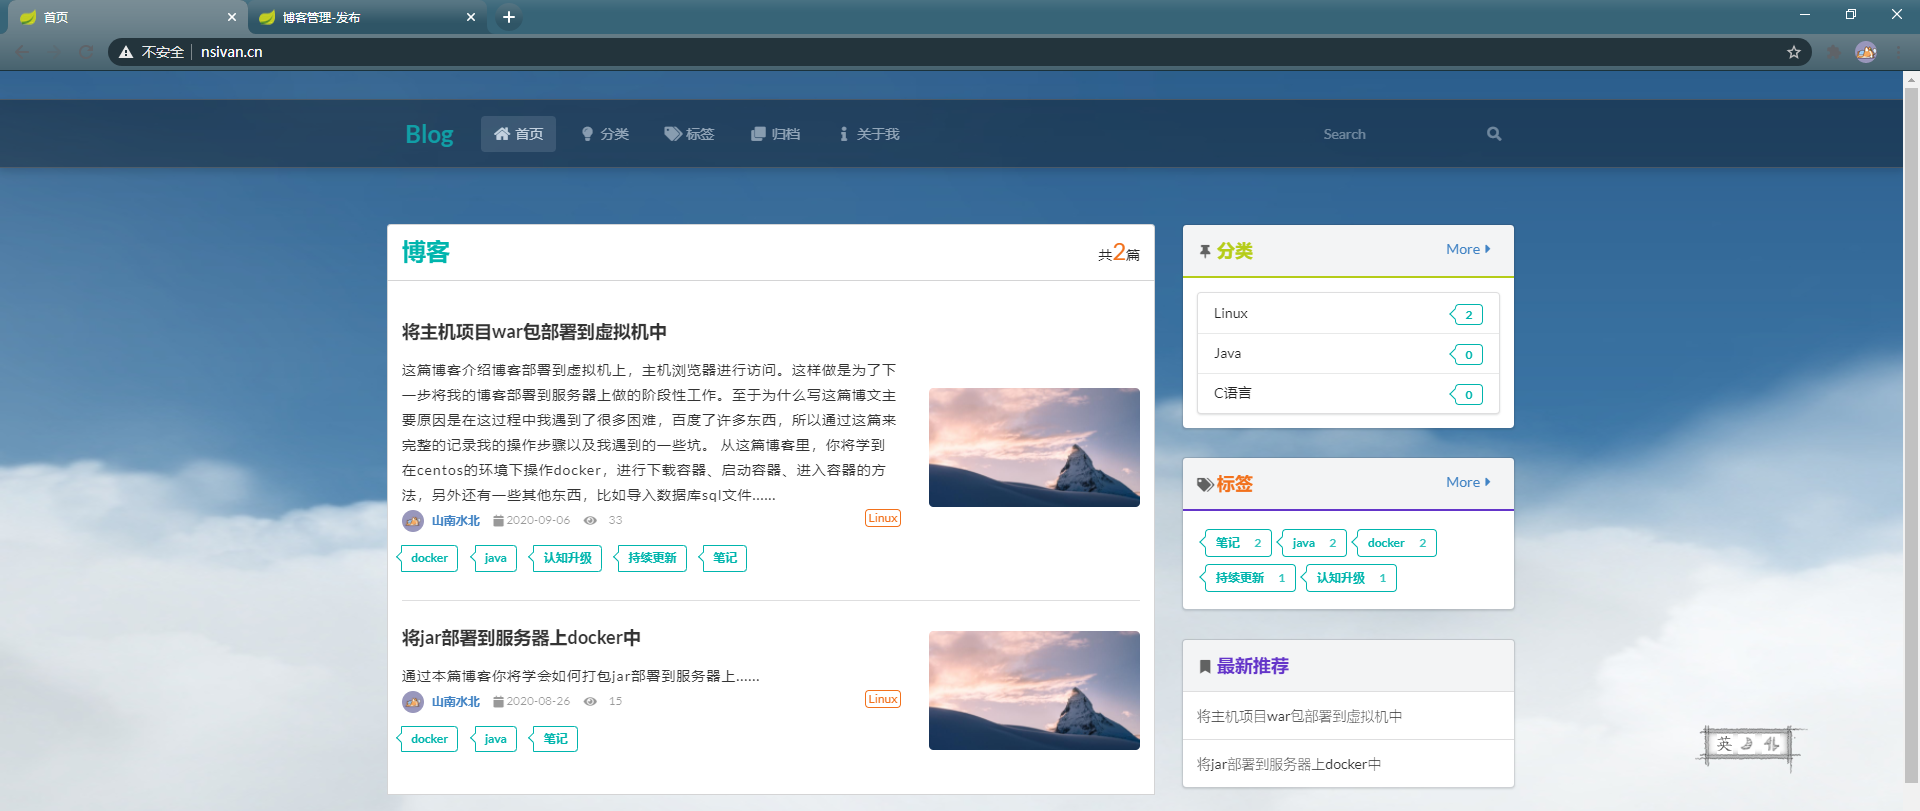 首页
博客管理-发布
不安全
nsivan.cn
Blog
首页
分类
标签
归档
关于我
Search
博客
共2篇
将主机项目war包部署到虚拟机中
这篇博客介绍博客部署到虚拟机上，主机浏览器进行访问。这样做是为了下
一步将我的博客部署到服务器上做的阶段性工作。至于为什么写这篇博文主
要原因是在这过程中我遇到了很多困难，百度了许多东西，所以通过这篇来
完整的记录我的操作步骤以及我遇到的一些坑。 从这篇博客里，你将学到
在centos的环境下操作docker，进行下载容器、启动容器、进入容器的方
法，另外还有一些其他东西，比如导入数据库sql文件......
山南水北 2020-09-06 33 Linux
docker java 认知升级 持续更新 笔记
将jar部署到服务器上docker中
通过本篇博客你将学会如何打包jar部署到服务器上......
山南水北 2020-08-26 15 Linux
docker java 笔记
分类 More
Linux 2
Java 0
C语言 0
标签 More
笔记 2 java 2 docker 2
持续更新 1 认知升级 1
最新推荐
将主机项目war包部署到虚拟机中
将jar部署到服务器上docker中
英